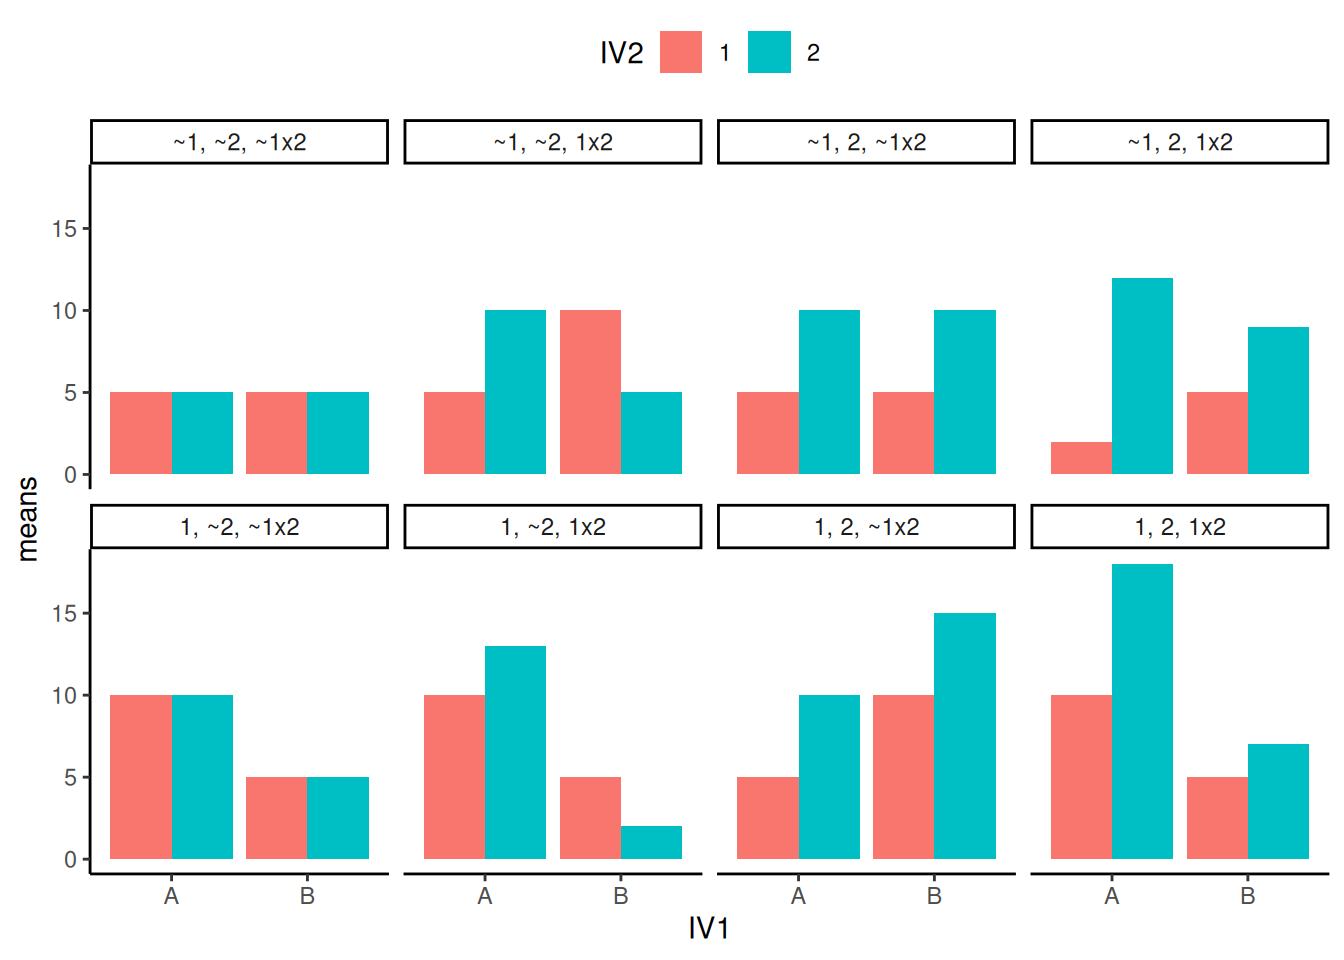 IV2 1 2
~1, ~2, ~1x2
~1, ~2, 1x2
~1, 2, ~1x2
~1, 2, 1x2
15
10
5
0
means
1, ~2, ~1x2
1, ~2, 1x2
1, 2, ~1x2
1, 2, 1x2
15
10
5
0
A B A B A B A B
IV1